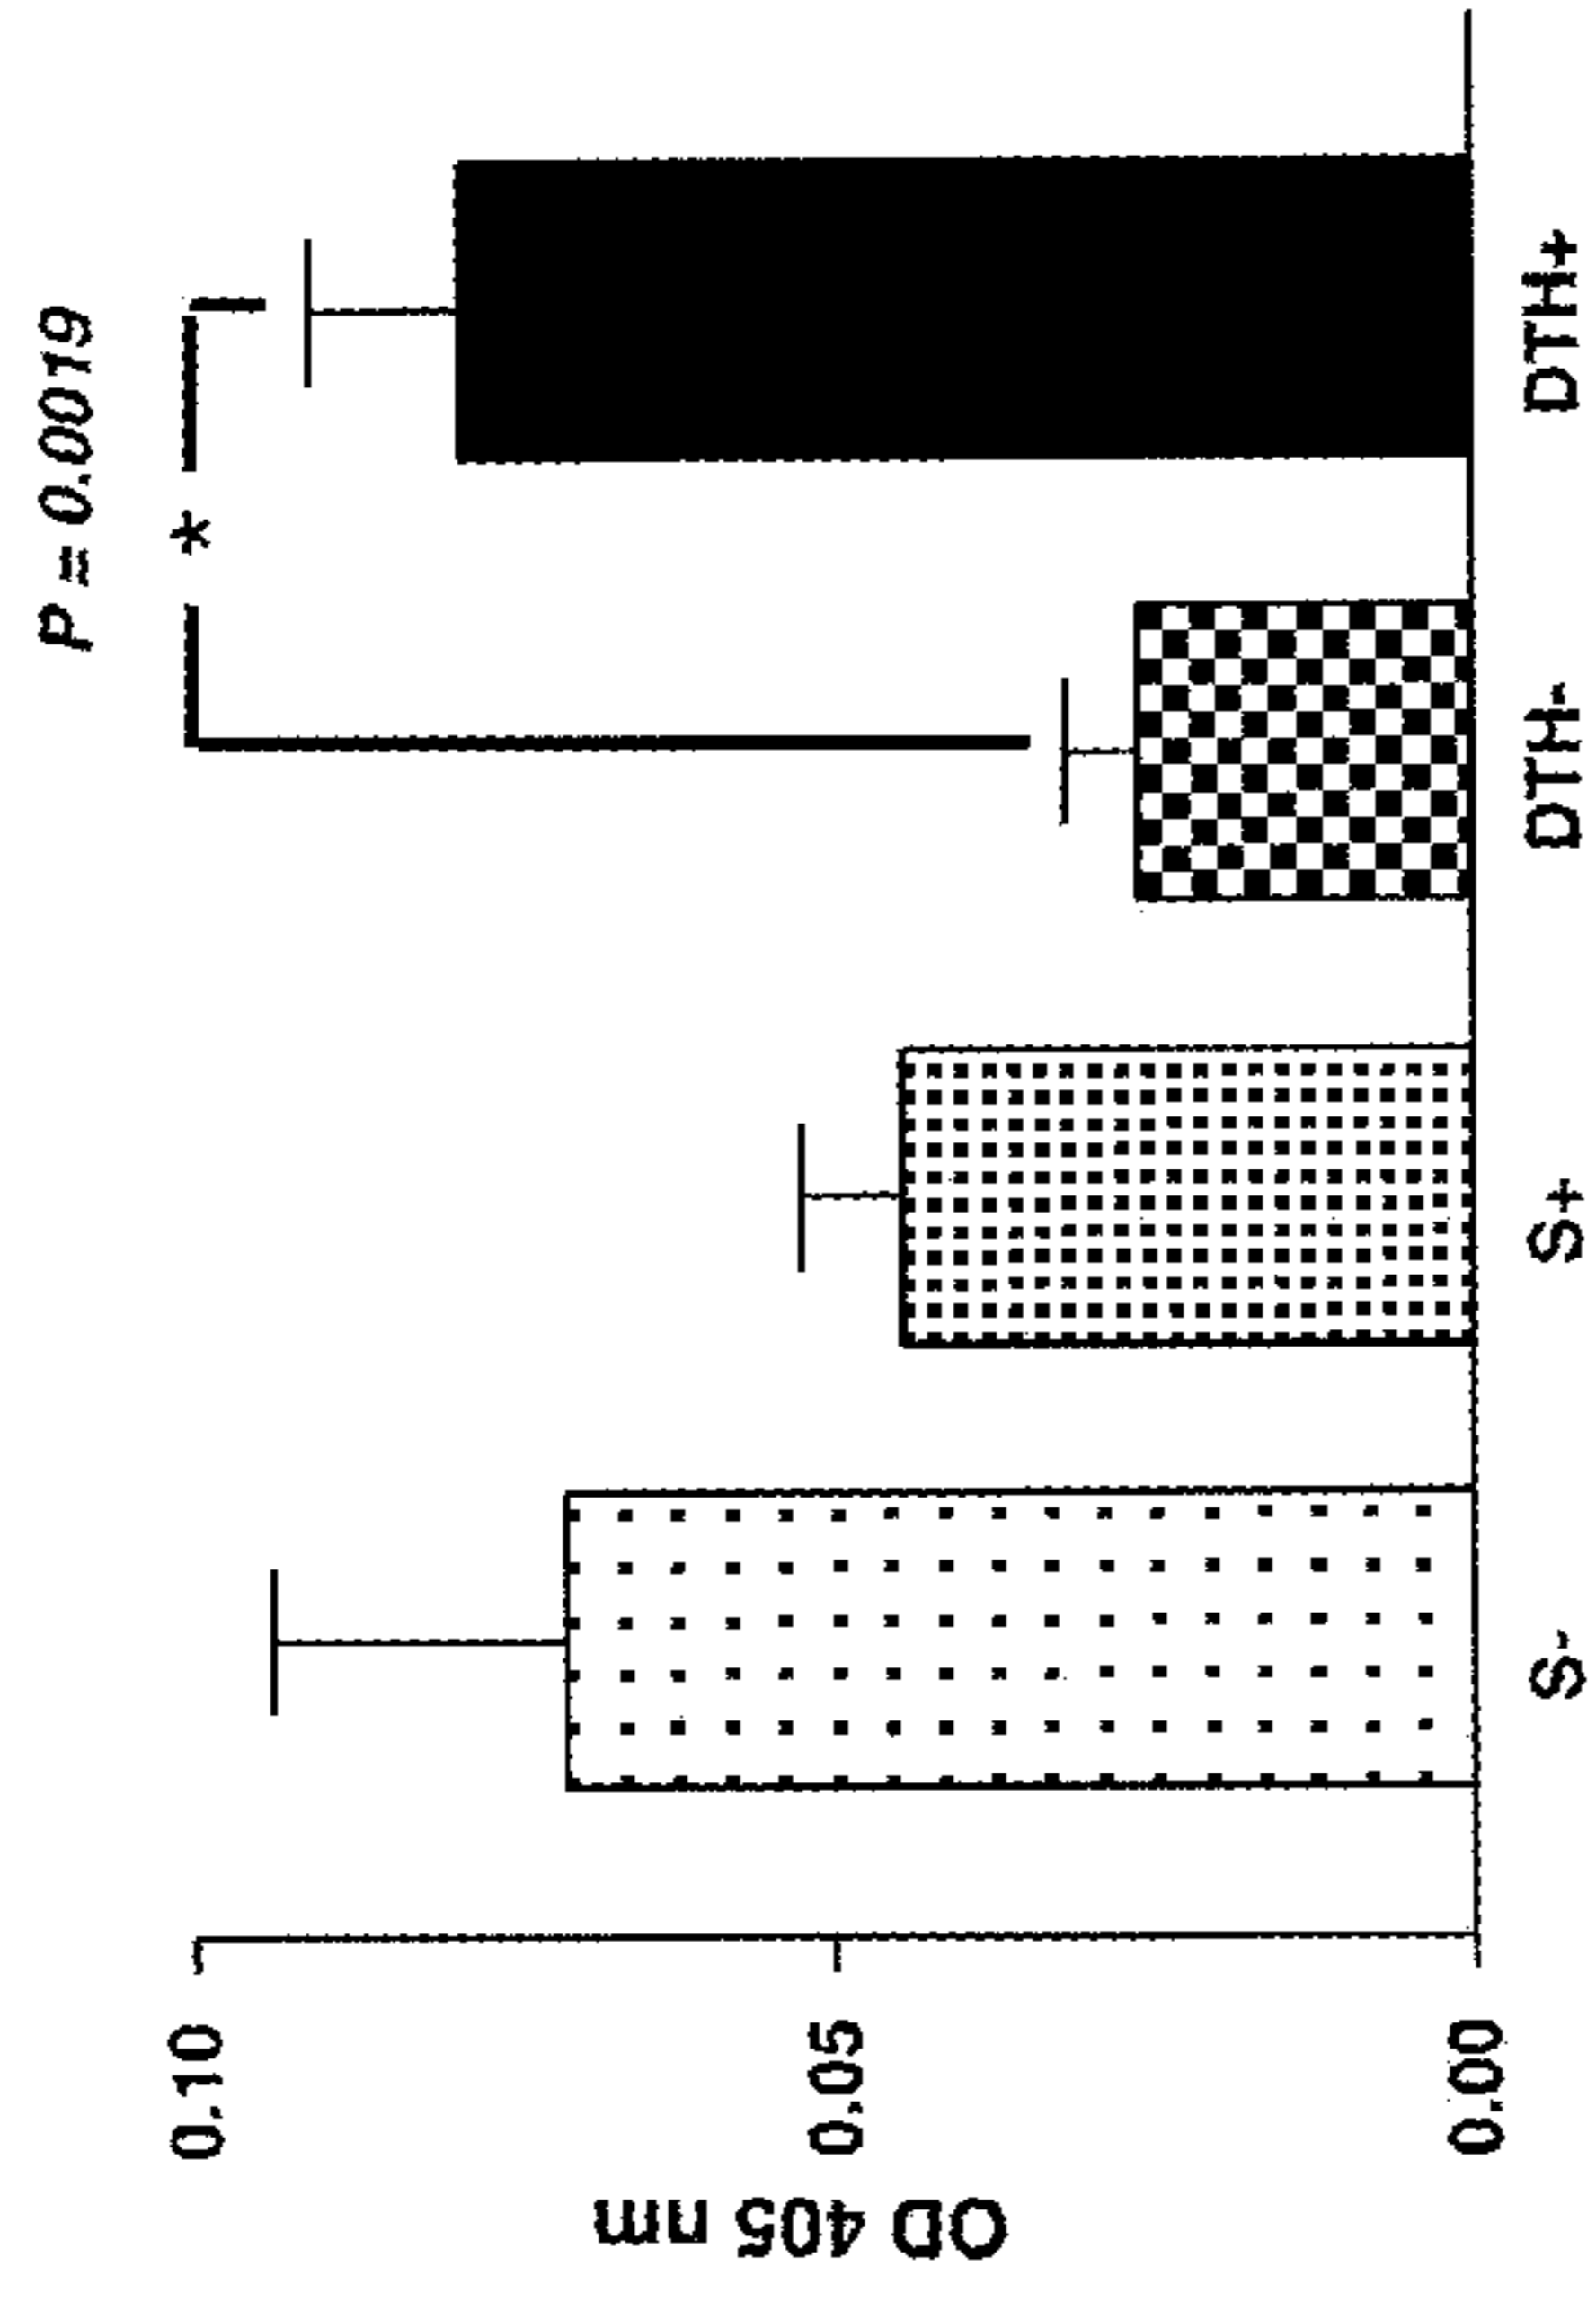 P = 0.0019
*
0.10
0.05
0.00
OD 405 nm
S-
S+
DTH-
DTH+